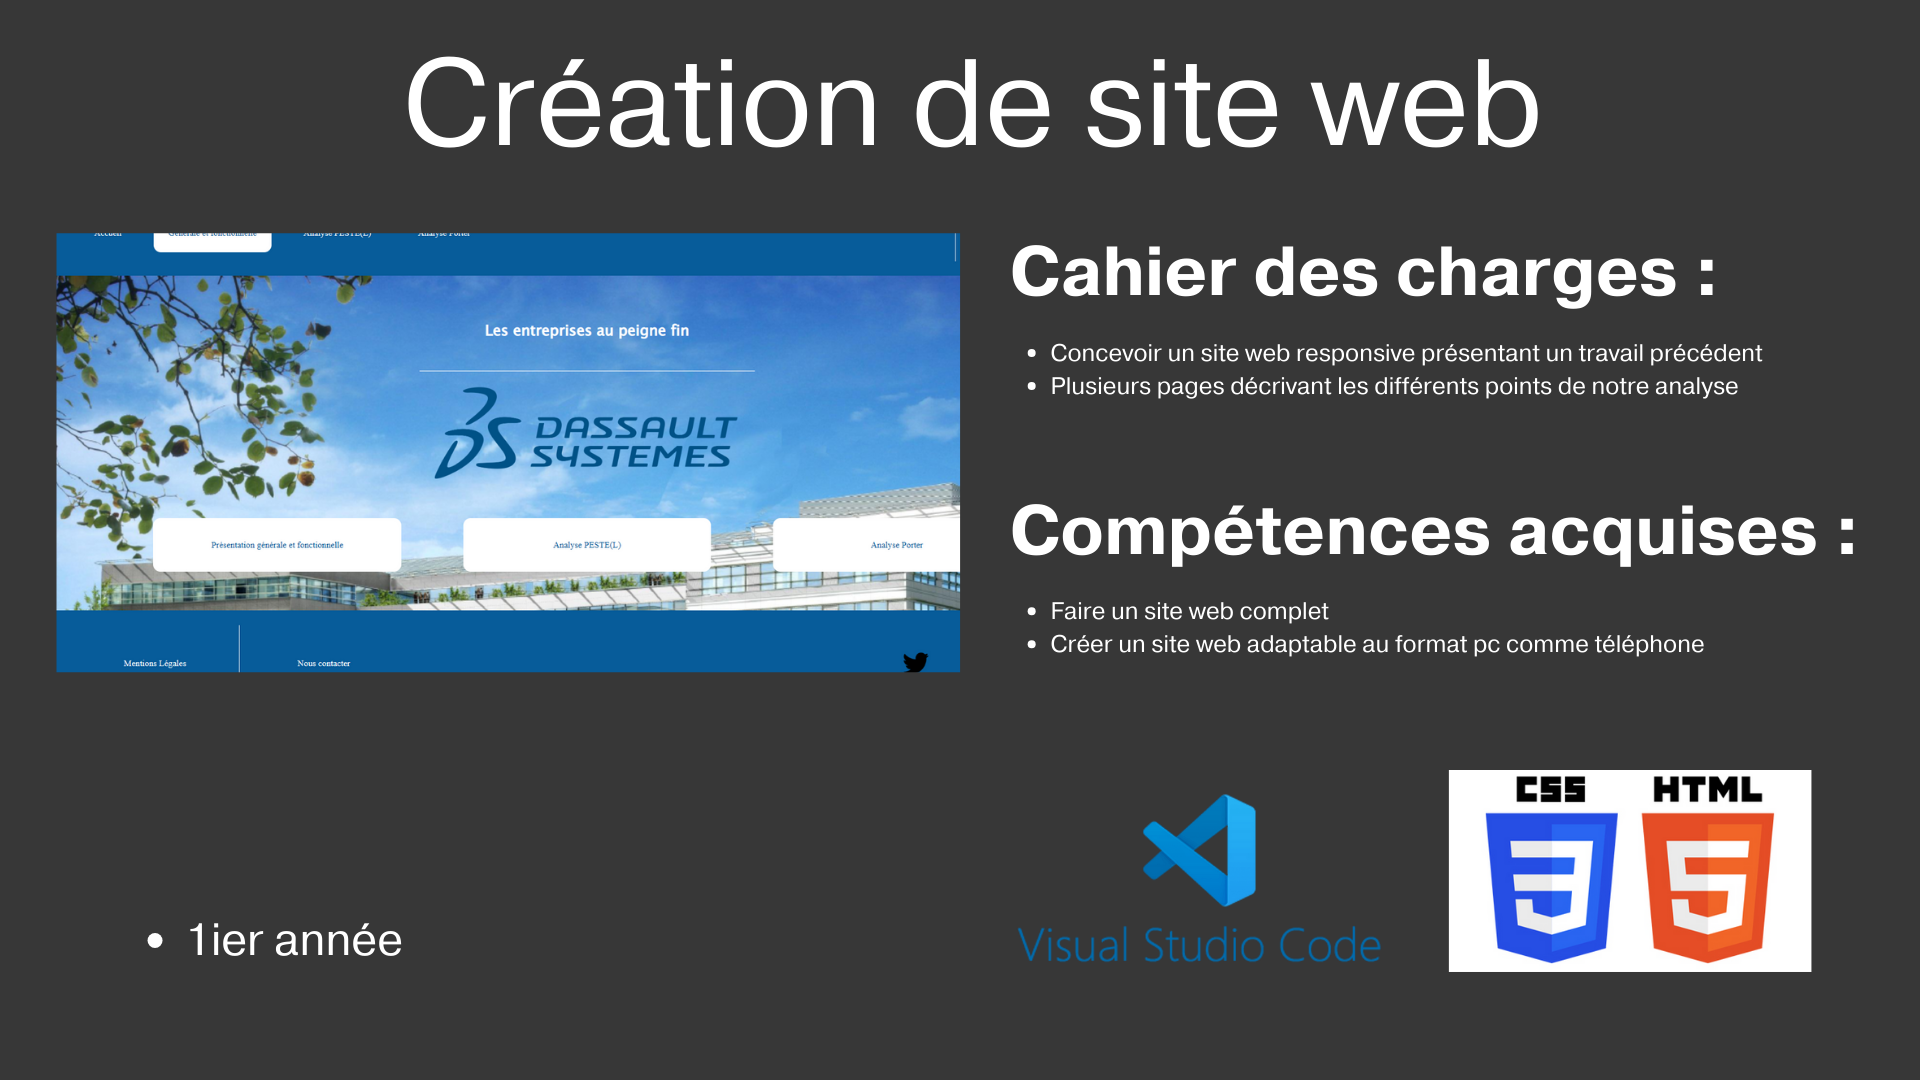 Création de site web
Accueil
Générale et fonctionnelle
Analyse PESTE(L)
Analyse Porter
Les entreprises au peigne fin
DASSAULT
SYSTEMES
Présentation générale et fonctionnelle
Analyse PESTE(L)
Analyse Porter
Mentions Légales
Nous contacter
Cahier des charges :
• Concevoir un site web responsive présentant un travail précédent
• Plusieurs pages décrivant les différents points de notre analyse
Compétences acquises :
• Faire un site web complet
• Créer un site web adaptable au format pc comme téléphone
• 1ier année
Visual Studio Code
CSS
HTML
3
5